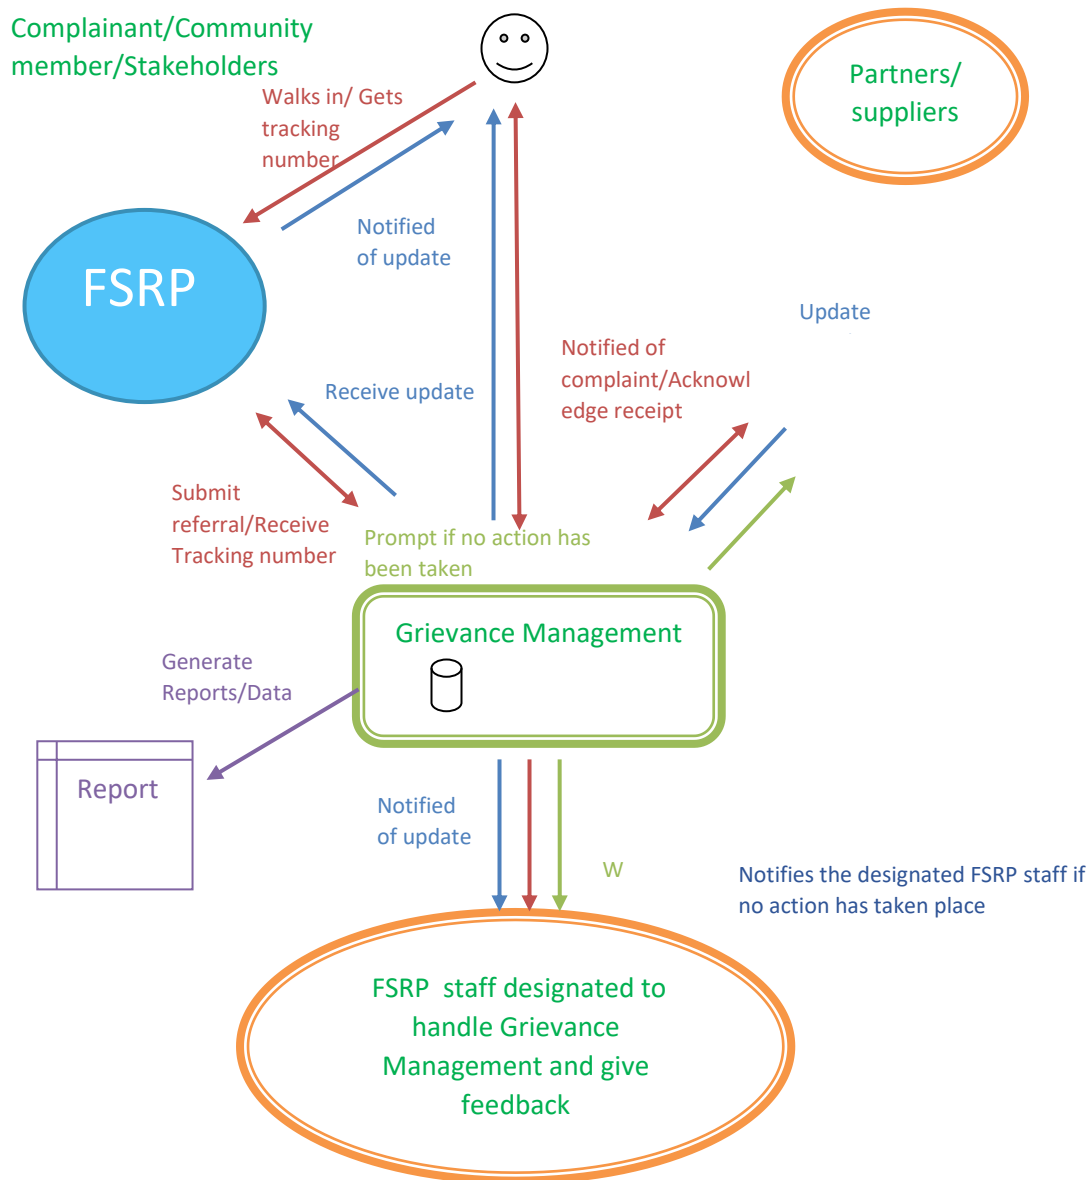 Complainant/Community
member/Stakeholders
Partners/
suppliers
Walks in/ Gets
tracking
number
Notified
of update
FSRP
Update
Notified of
complaint/Acknowl
edge receipt
Receive update
Submit
referral/Receive
Tracking number
Prompt if no action has
been taken
Grievance Management
Generate
Reports/Data
Report
Notified
of update
W
Notifies the designated FSRP staff if
no action has taken place
FSRP staff designated to
handle Grievance
Management and give
feedback